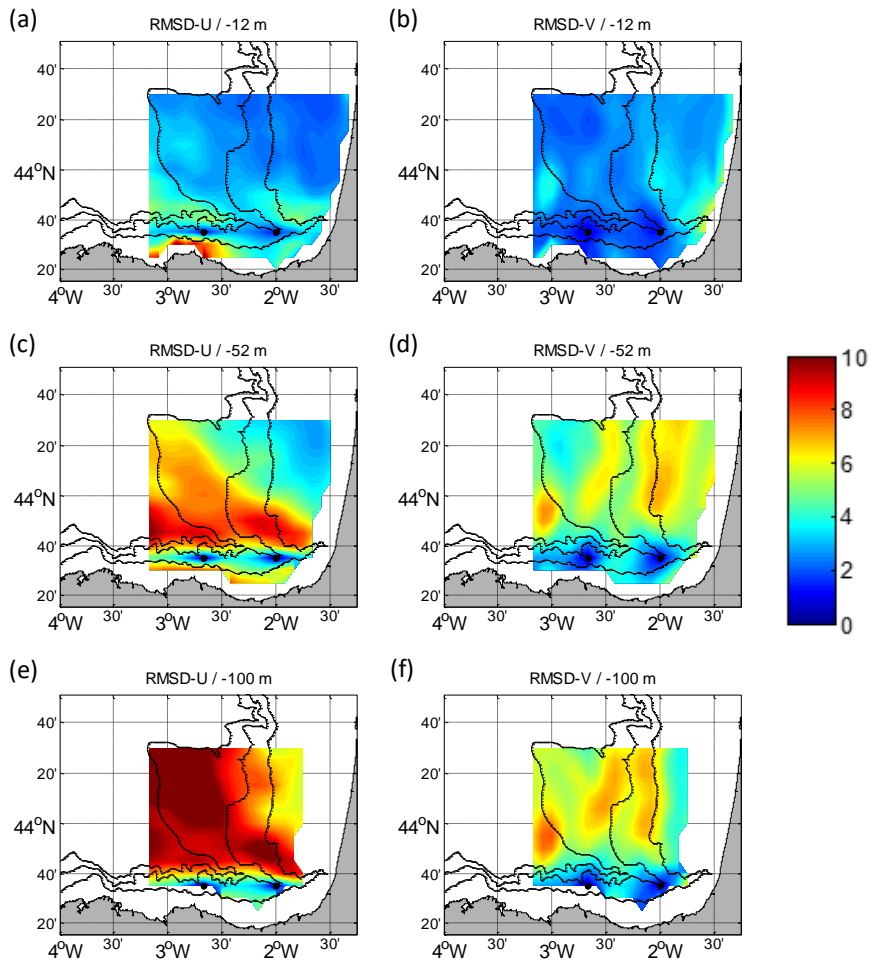 (a)
RMSD-U / -12 m
40'
20'
44°N
40'
20'
4°W 30' 3°W 30' 2°W 30'
(b)
RMSD-V / -12 m
40'
20'
44°N
40'
20'
4°W 30' 3°W 30' 2°W 30'
(c)
RMSD-U / -52 m
40'
20'
44°N
40'
20'
4°W 30' 3°W 30' 2°W 30'
(d)
RMSD-V / -52 m
40'
20'
44°N
40'
20'
4°W 30' 3°W 30' 2°W 30'
10
8
6
4
2
0
(e)
RMSD-U / -100 m
40'
20'
44°N
40'
20'
4°W 30' 3°W 30' 2°W 30'
(f)
RMSD-V / -100 m
40'
20'
44°N
40'
20'
4°W 30' 3°W 30' 2°W 30'